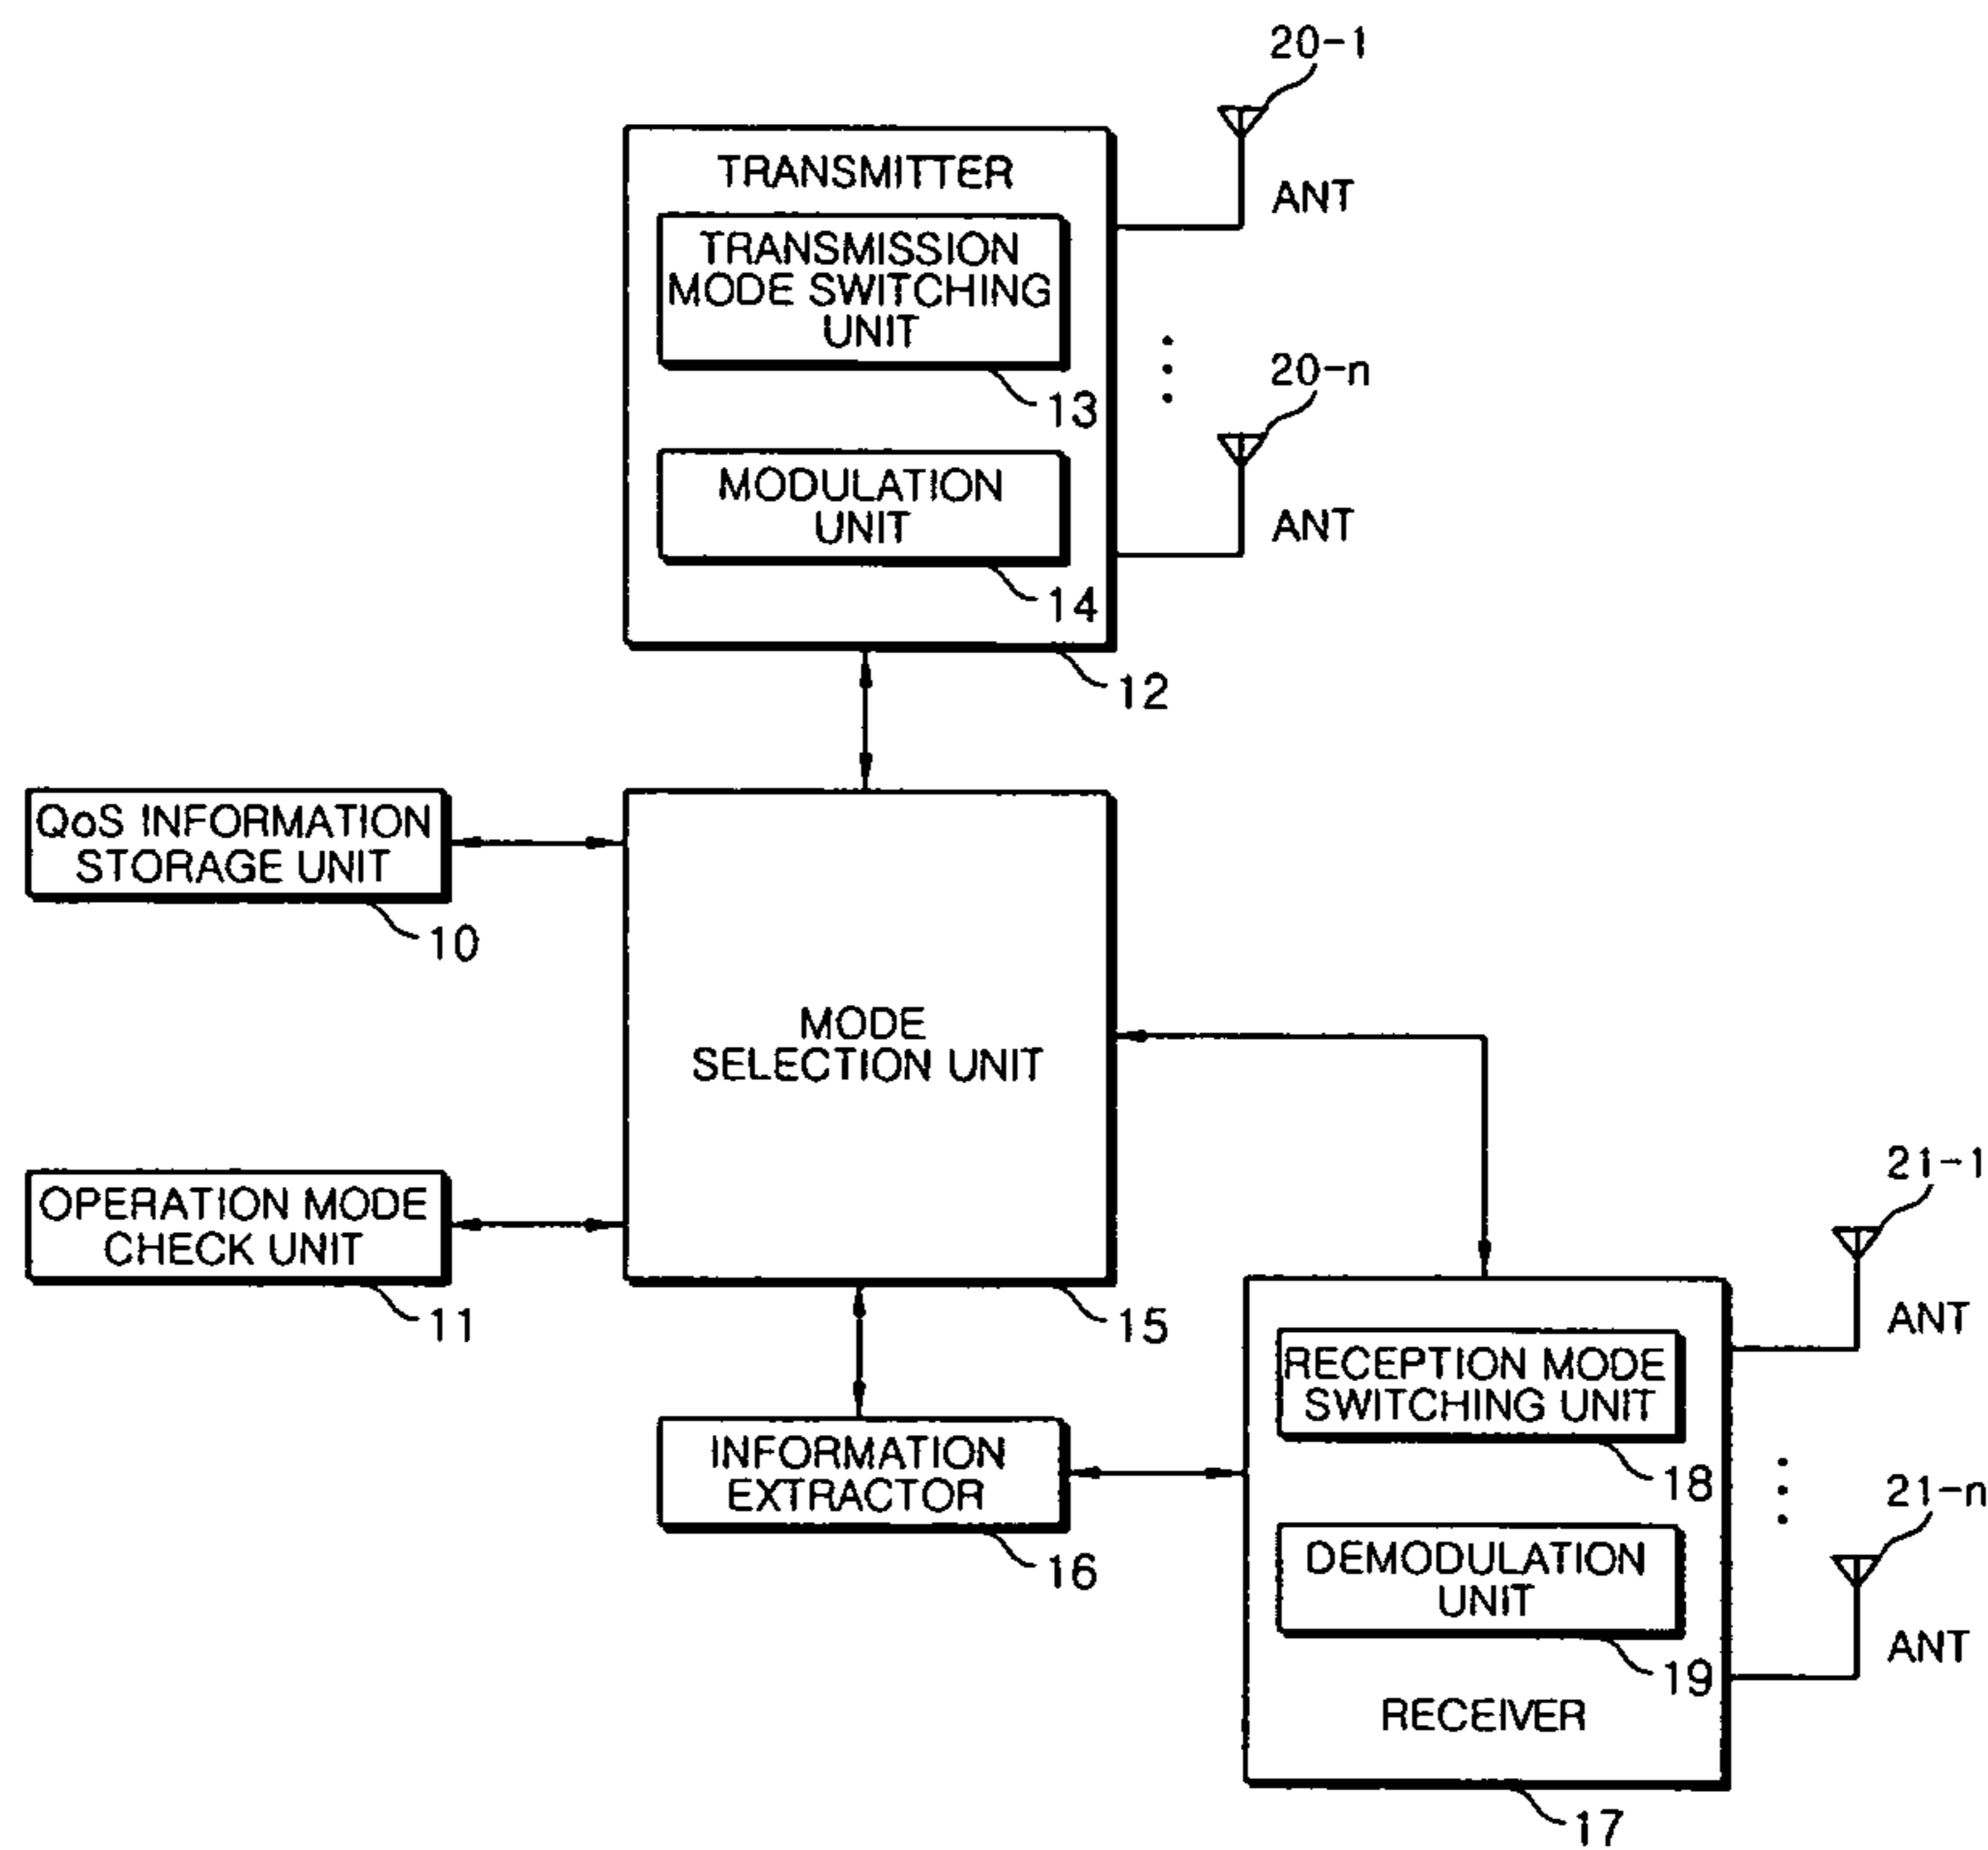 20-1
TRANSMITTER
ANT
TRANSMISSION
MODE SWITCHING
UNIT
13
20-n
MODULATION
UNIT
ANT
14
12
QoS INFORMATION
STORAGE UNIT
10
MODE
SELECTION UNIT
OPERATION MODE
CHECK UNIT
11
15
21-1
ANT
RECEPTION MODE
SWITCHING UNIT
18
INFORMATION
EXTRACTOR
16
21-n
DEMODULATION
UNIT
19
ANT
RECEIVER
17